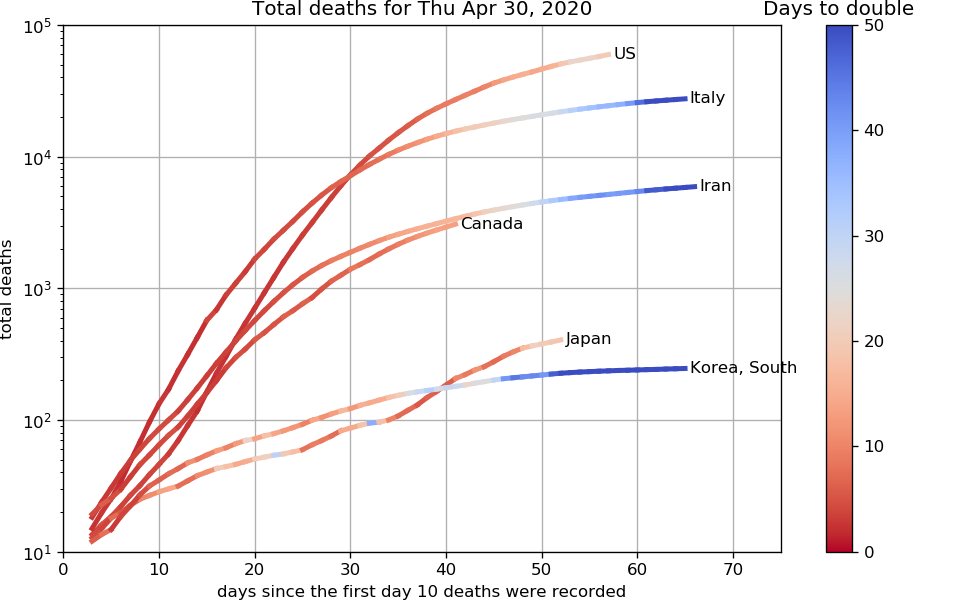 Total deaths for Thu Apr 30, 2020
Days to double
10^5
10^4
10^3
10^2
10^1
total deaths
US
Italy
Iran
Canada
Japan
Korea, South
0 10 20 30 40 50 60 70
days since the first day 10 deaths were recorded
50
40
30
20
10
0